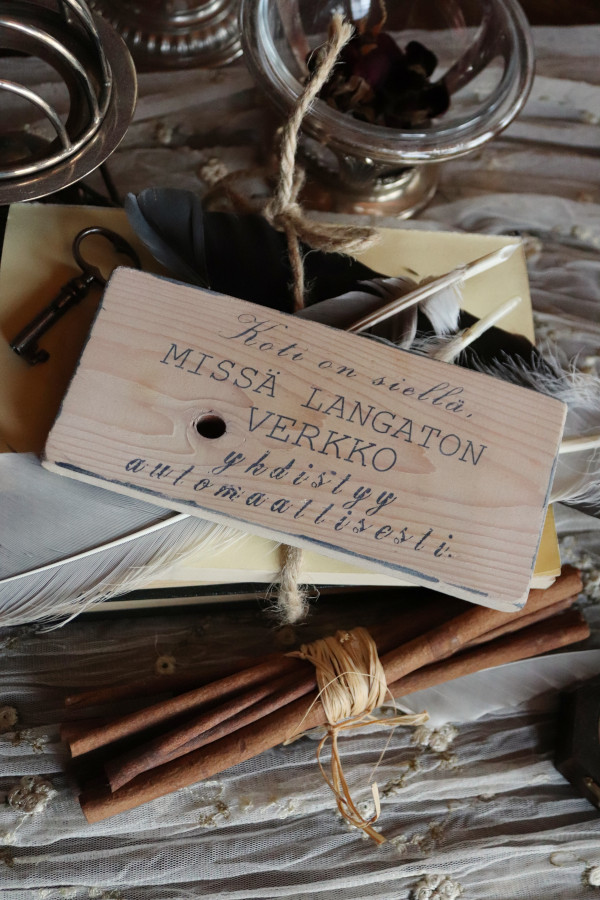 Koti on siellä,
MISSÄ LANGATON
VERKKO
yhdistyy
automaattisesti.